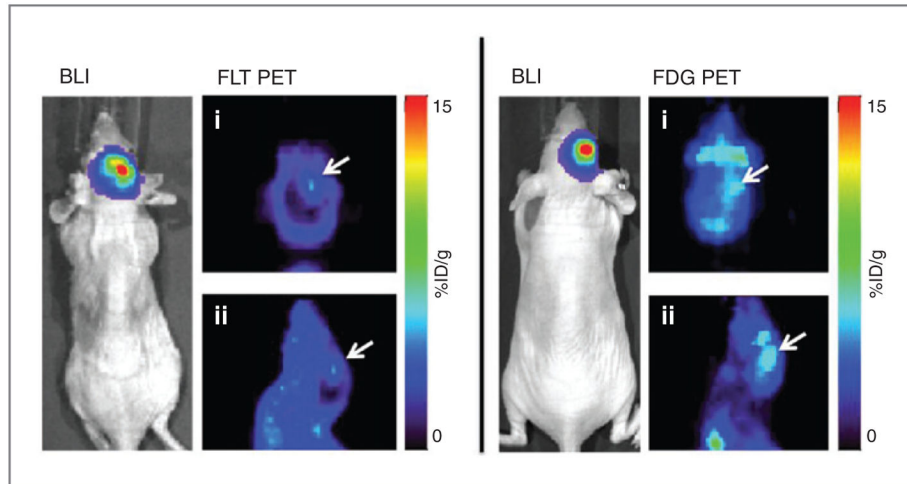 BLI
FLT PET
i
ii
15
%ID/g
0
BLI
FDG PET
i
ii
15
%ID/g
0